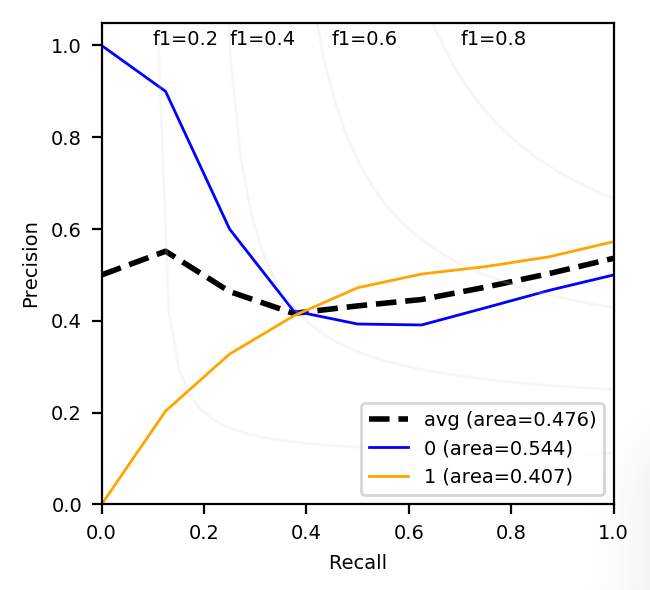 f1=0.2 f1=0.4 f1=0.6 f1=0.8
1.0
0.8
0.6
0.4
0.2
0.0
Precision
avg (area=0.476)
0 (area=0.544)
1 (area=0.407)
0.0 0.2 0.4 0.6 0.8 1.0
Recall